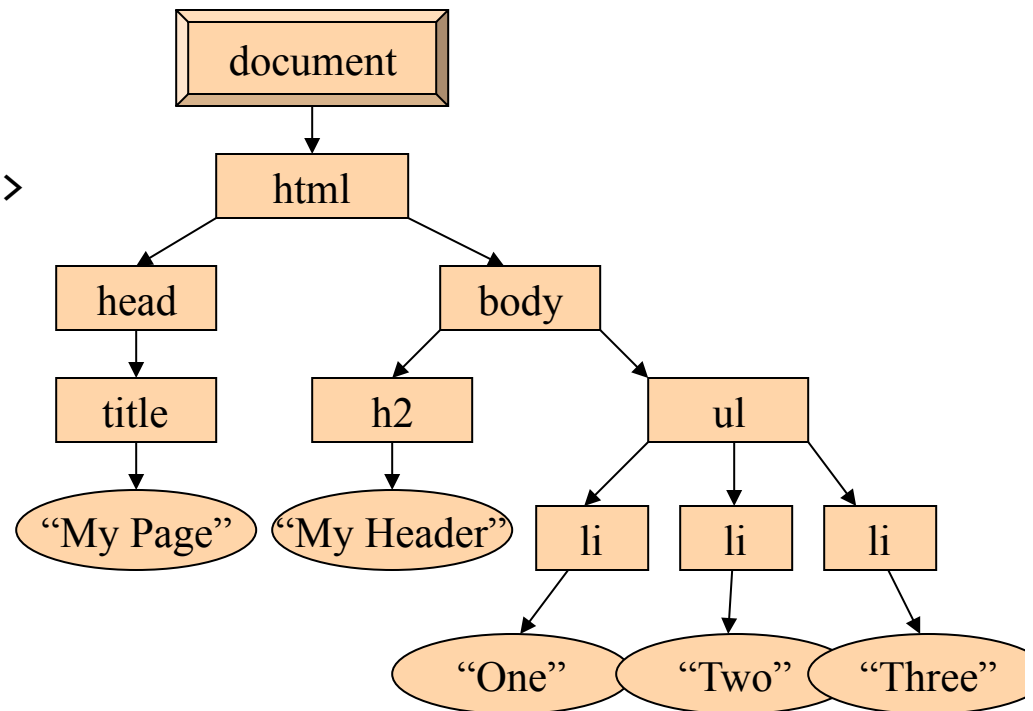 document
>
html
head
body
title
h2
ul
“My Page”
“My Header”
li
li
li
“One”
“Two”
“Three”